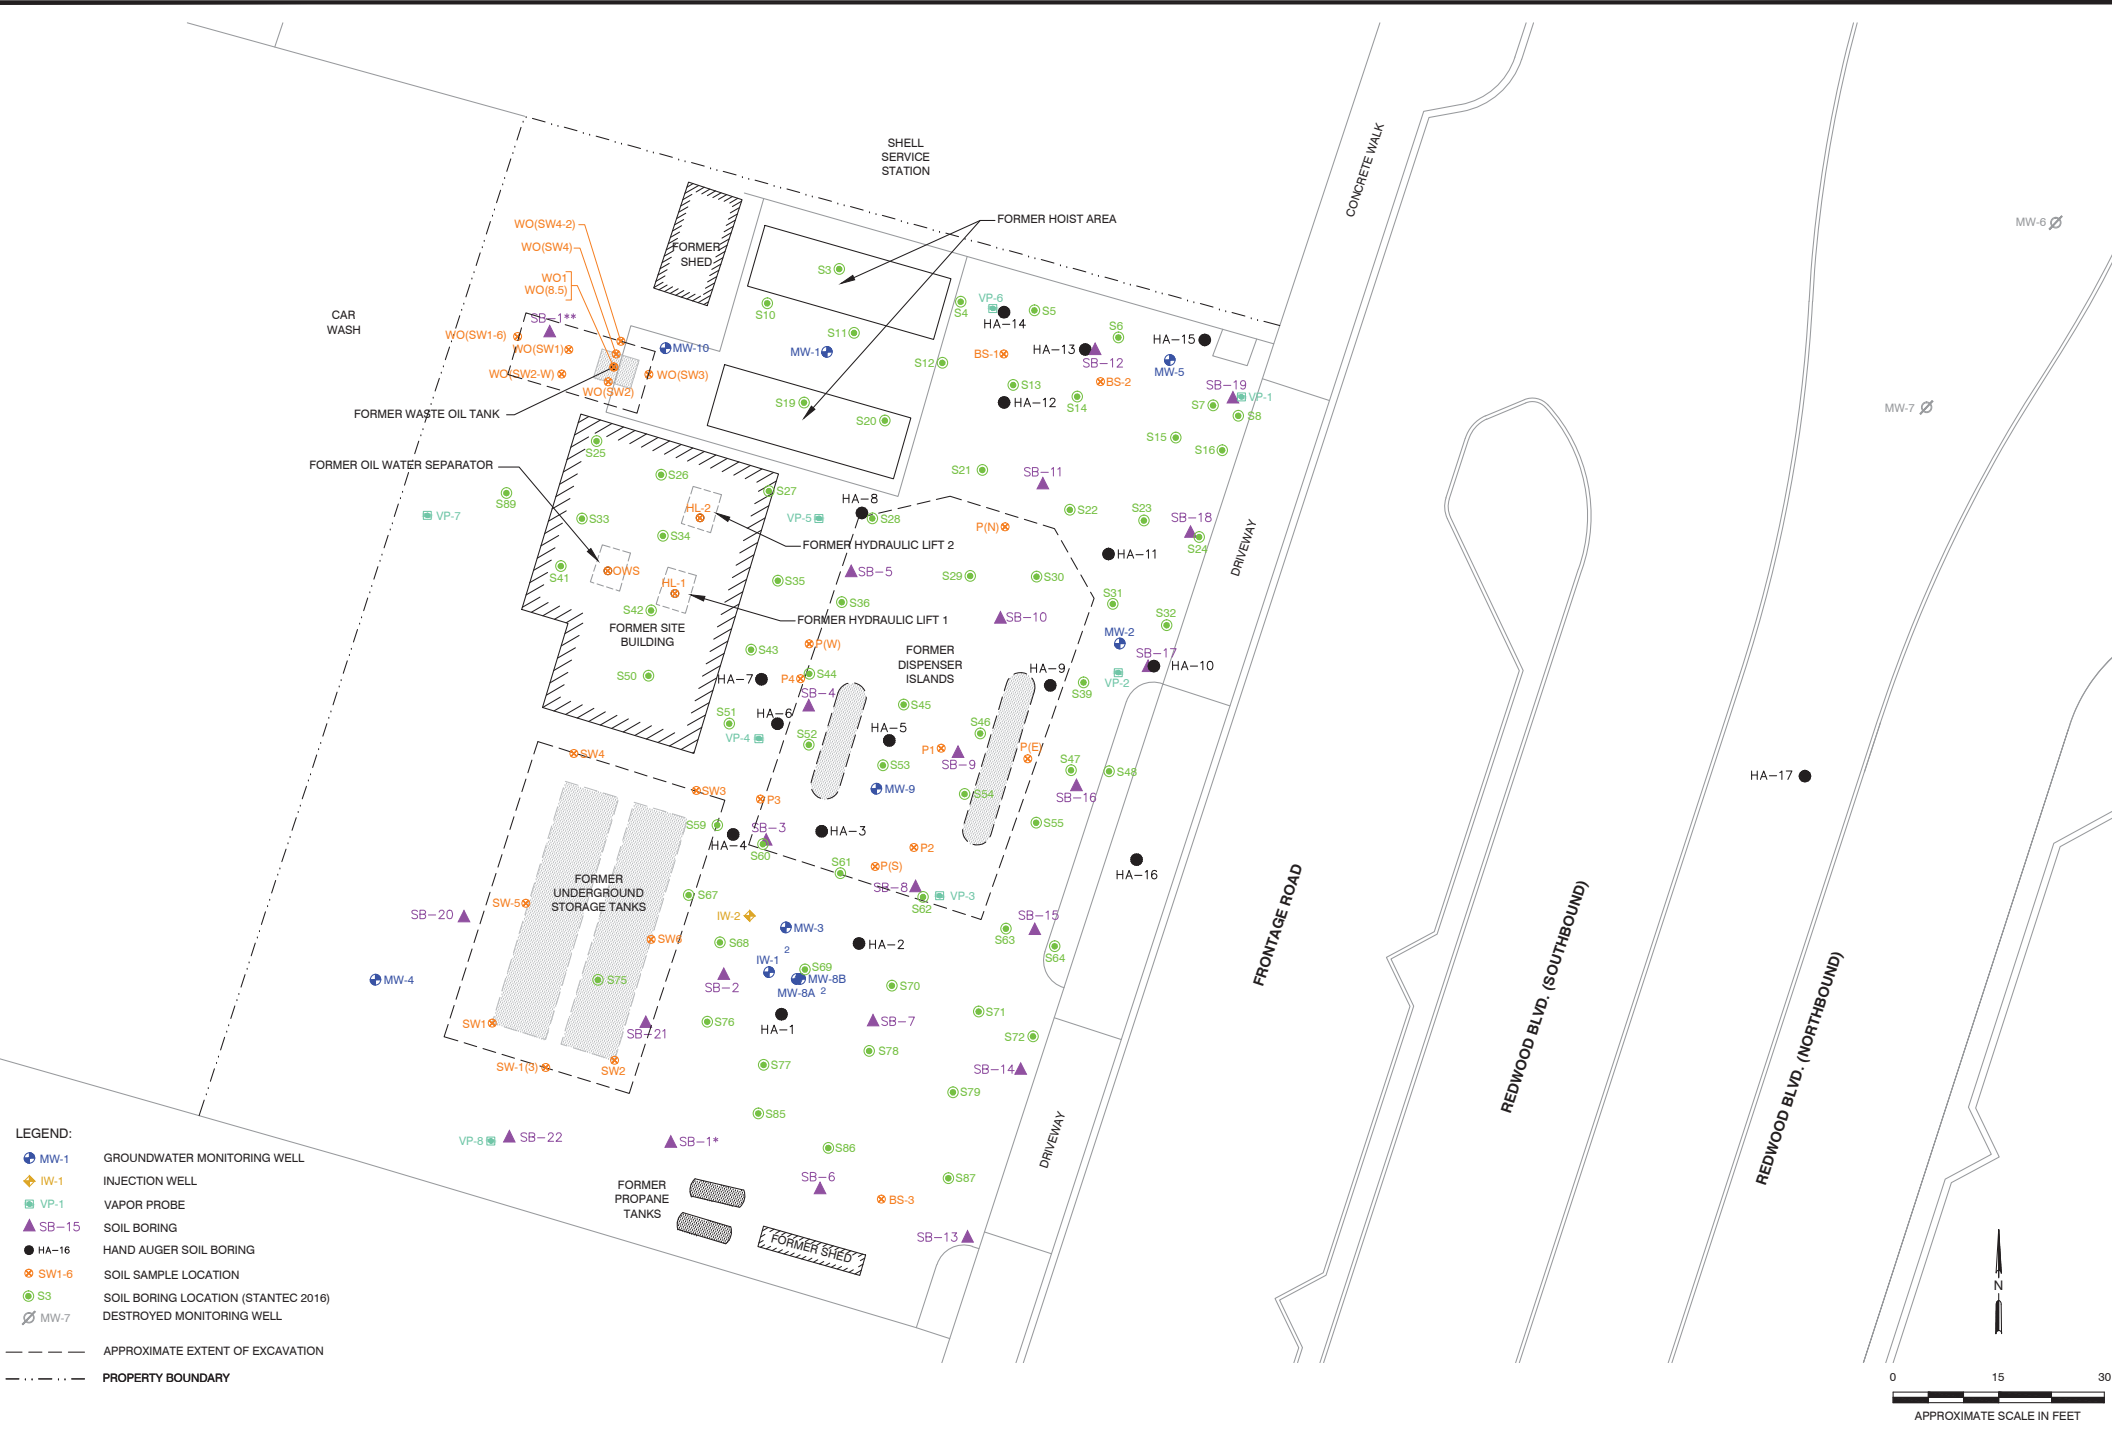 SHELL
SERVICE
STATION
CONCRETE WALK
MW-6
FORMER HOIST AREA
WO(SW4-2)
WO(SW4)
WO1
WO(8.5)
FORMER
SHED
CAR
WASH
SB-1**
WO(SW1-6)
WO(SW1)
WO(SW2-W)
WO(SW2)
WO(SW3)
MW-10
S3
S10
S11
MW-1
S12
S4
VP-6
HA-14
S5
S6
BS-1
HA-13
SB-12
HA-15
MW-5
BS-2
SB-19
VP-1
S7
S8
S13
HA-12
S14
S15
S16
MW-7
FORMER WASTE OIL TANK
S19
S20
FORMER OIL WATER SEPARATOR
S25
S26
S27
S89
VP-7
HL-2
S33
S34
VP-5
HA-8
S28
S21
SB-11
P(N)
S22
S23
SB-18
S24
HA-11
DRIVEWAY
FORMER HYDRAULIC LIFT 2
S41
OWS
HL-1
S35
SB-5
S29
S30
S36
S42
FORMER HYDRAULIC LIFT 1
SB-10
S31
S32
MW-2
FORMER SITE
BUILDING
S43
P(W)
FORMER
DISPENSER
ISLANDS
SB-17
HA-10
VP-2
HA-9
S39
S50
HA-7
P4
S44
SB-4
S45
S51
HA-6
VP-4
S52
HA-5
S46
P1
SB-9
P(E)
S47
S48
S53
SB-16
HA-17
SW4
SW3
P3
MW-9
S54
S59
SB-3
HA-4
S60
HA-3
S55
P2
P(S)
S61
HA-16
FORMER
UNDERGROUND
STORAGE TANKS
SB-8
S62
VP-3
S67
SW-5
SB-20
IW-2
MW-3
SB-15
S63
S64
SW6
S68
HA-2
2
IW-1
S69
MW-8B
MW-8A 2
MW-4
S75
SB-2
S70
S71
S72
SW1
SB-21
S76
HA-1
SB-7
S78
SW-1(3)
SW2
S77
SB-14
S79
S85
FRONTAGE ROAD
REDWOOD BLVD. (SOUTHBOUND)
REDWOOD BLVD. (NORTHBOUND)
DRIVEWAY
VP-8
SB-22
SB-1*
S86
SB-6
S87
BS-3
FORMER
PROPANE
TANKS
FORMER SHED
SB-13
LEGEND:
MW-1 GROUNDWATER MONITORING WELL
IW-1 INJECTION WELL
VP-1 VAPOR PROBE
SB-15 SOIL BORING
HA-16 HAND AUGER SOIL BORING
SW1-6 SOIL SAMPLE LOCATION
S3 SOIL BORING LOCATION (STANTEC 2016)
MW-7 DESTROYED MONITORING WELL
APPROXIMATE EXTENT OF EXCAVATION
PROPERTY BOUNDARY
N
0 15 30
APPROXIMATE SCALE IN FEET